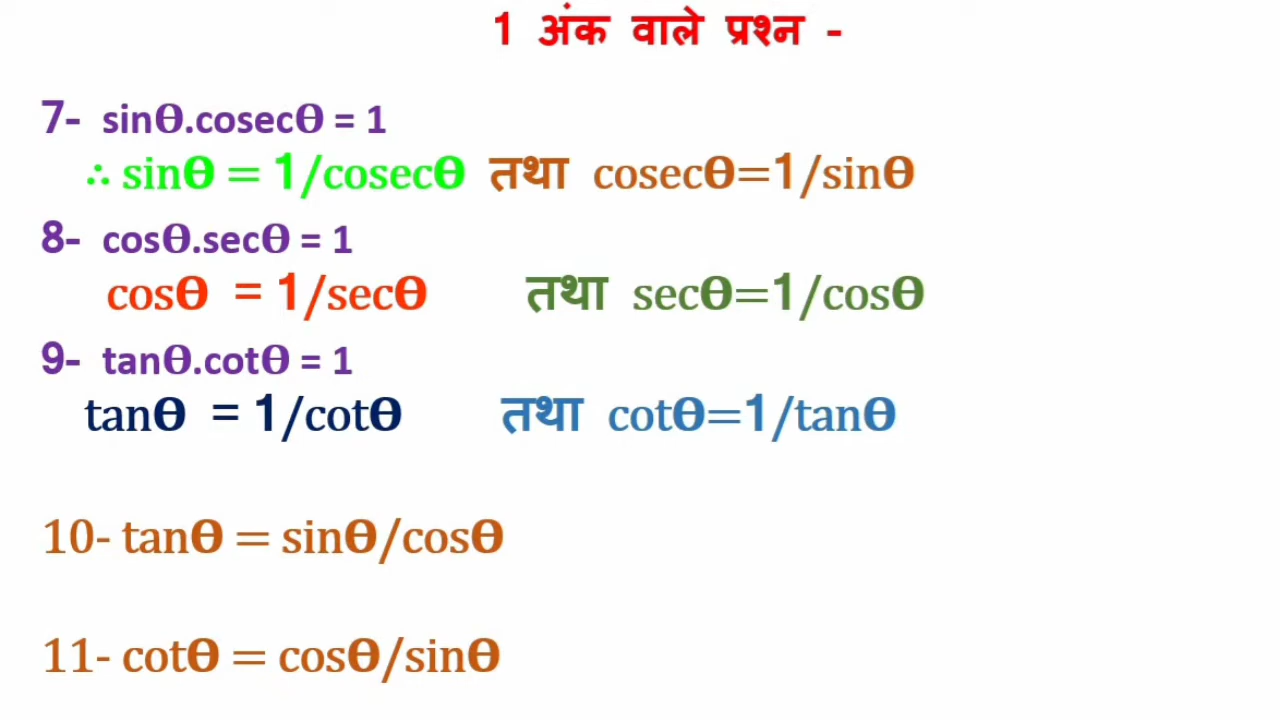 1 अंक वाले प्रश्न -
7- sinθ.cosecθ = 1
∴ sinθ = 1/cosecθ तथा cosecθ=1/sinθ
8- cosθ.secθ = 1
cosθ = 1/secθ तथा secθ=1/cosθ
9- tanθ.cotθ = 1
tanθ = 1/cotθ तथा cotθ=1/tanθ
10- tanθ = sinθ/cosθ
11- cotθ = cosθ/sinθ